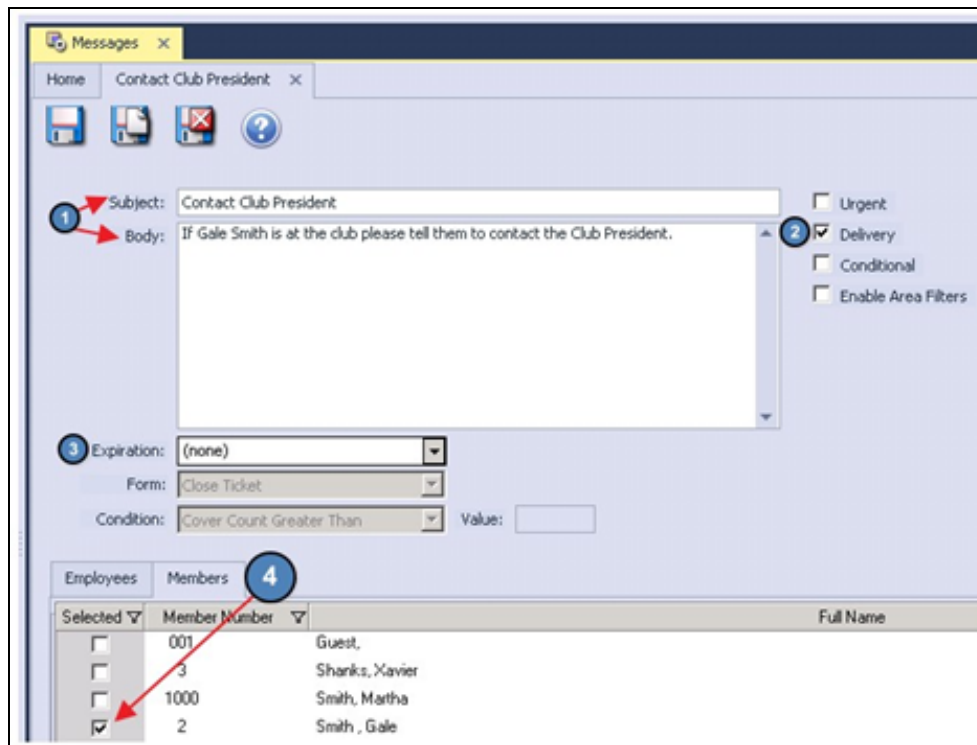 Messages
Home Contact Club President
Subject: Contact Club President
Urgent
1
Body: If Gale Smith is at the club please tell them to contact the Club President.
2 Delivery
Conditional
Enable Area Filters
3 Expiration: (none)
Form: Close Ticket
Condition: Cover Count Greater Than Value:
Employees Members 4
Selected Member Number Full Name
001 Guest,
3 Shanks, Xavier
1000 Smith, Martha
2 Smith , Gale